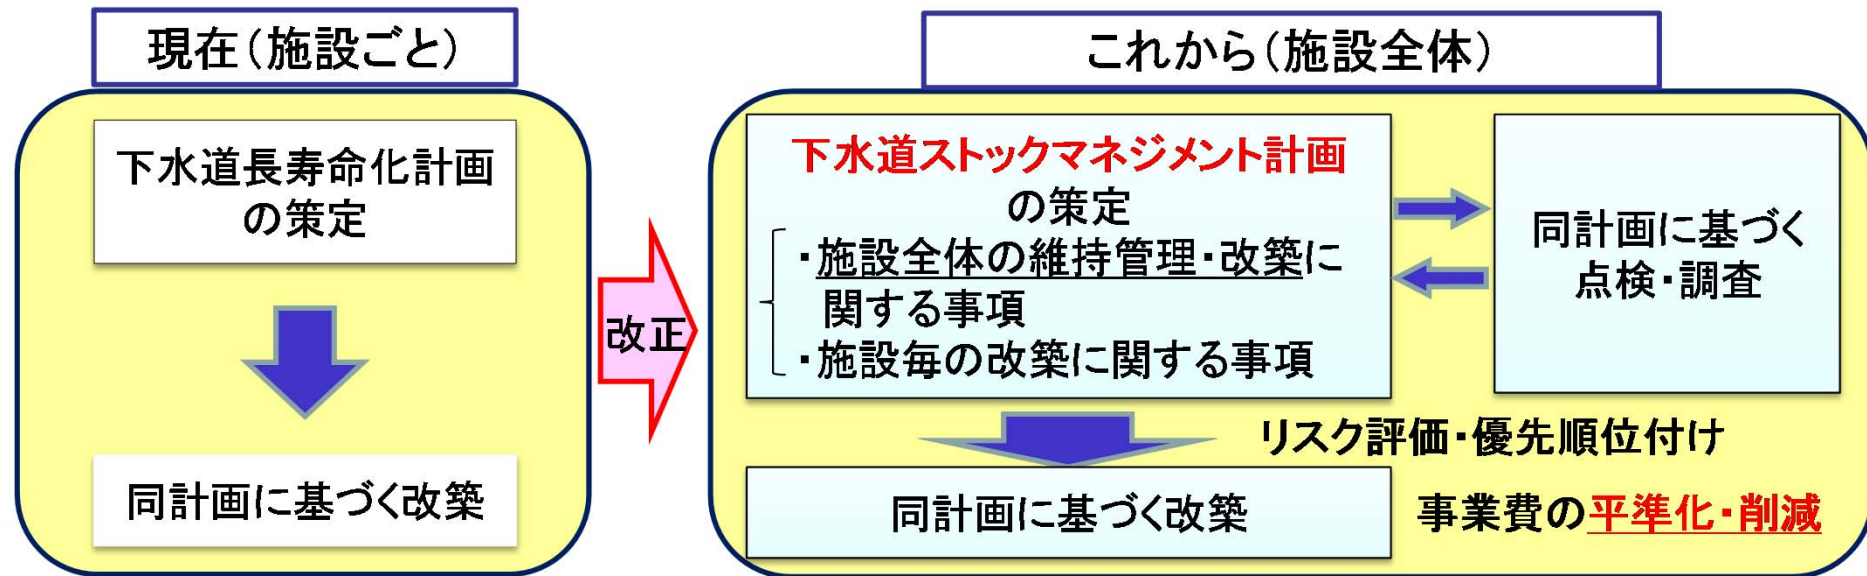 現在(施設ごと)
下水道長寿命化計画
の策定
同計画に基づく改築
改正
これから(施設全体)
下水道ストックマネジメント計画
の策定
・施設全体の維持管理・改築に
関する事項
・施設毎の改築に関する事項
同計画に基づく
点検・調査
リスク評価・優先順位付け
同計画に基づく改築
事業費の平準化・削減